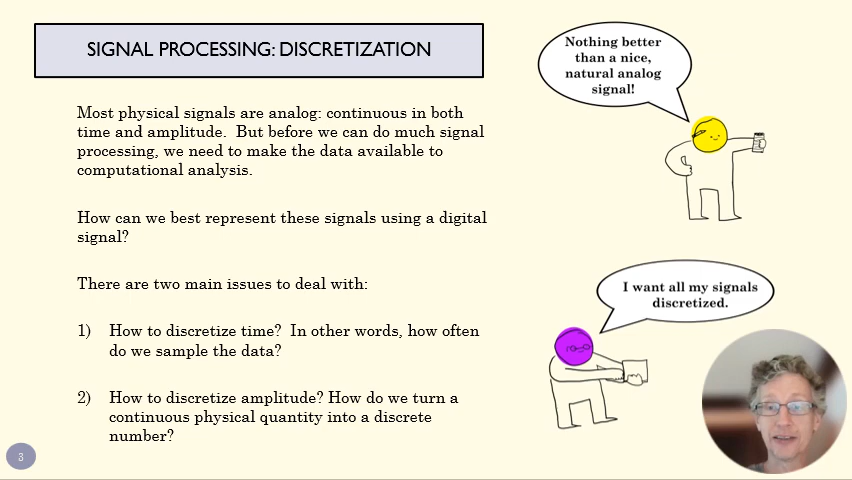 SIGNAL PROCESSING: DISCRETIZATION
Most physical signals are analog: continuous in both
time and amplitude.  But before we can do much signal
processing, we need to make the data available to
computational analysis.
How can we best represent these signals using a digital
signal?
There are two main issues to deal with:
1) How to discretize time?  In other words, how often
do we sample the data?
2) How to discretize amplitude? How do we turn a
continuous physical quantity into a discrete
number?
Nothing better
than a nice,
natural analog
signal!
I want all my signals
discretized.
3